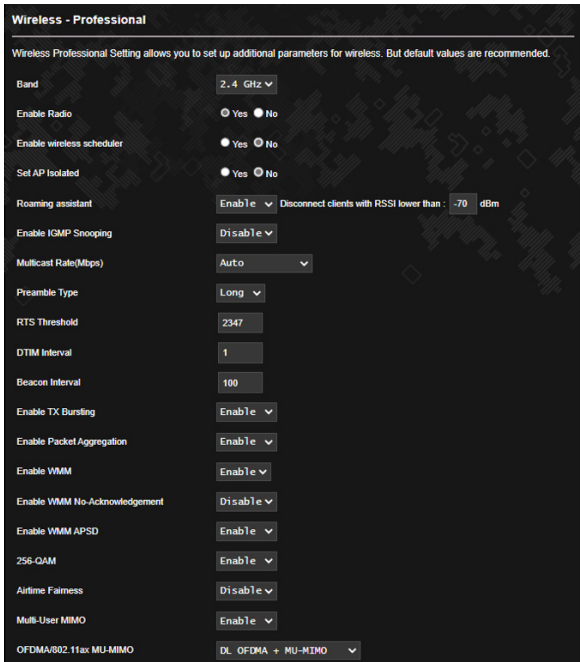 Wireless - Professional
Wireless Professional Setting allows you to set up additional parameters for wireless. But default values are recommended.
Band 2.4 GHz
Enable Radio Yes No
Enable wireless scheduler Yes No
Set AP Isolated Yes No
Roaming assistant Enable Disconnect clients with RSSI lower than : -70 dBm
Enable IGMP Snooping Disable
Multicast Rate(Mbps) Auto
Preamble Type Long
RTS Threshold 2347
DTIM Interval 1
Beacon Interval 100
Enable TX Bursting Enable
Enable Packet Aggregation Enable
Enable WMM Enable
Enable WMM No-Acknowledgement Disable
Enable WMM APSD Enable
256-QAM Enable
Airtime Fairness Disable
Multi-User MIMO Enable
OFDMA/802.11ax MU-MIMO DL OFDMA + MU-MIMO